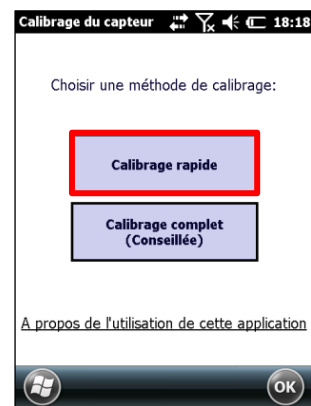 Calibrage du capteur 18:18
Choisir une méthode de calibrage:
Calibrage rapide
Calibrage complet
(Conseillée)
A propos de l'utilisation de cette application
OK